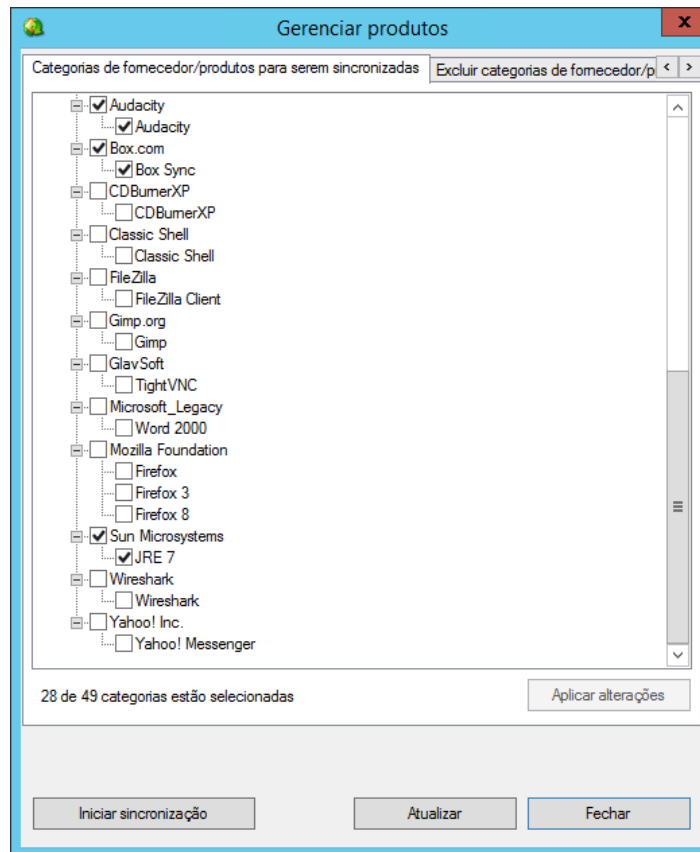 Gerenciar produtos
x
Categorias de fornecedor/produtos para serem sincronizadas
Excluir categorias de fornecedor/p
Audacity
Audacity
Box.com
Box Sync
CDBurnerXP
CDBurnerXP
Classic Shell
Classic Shell
FileZilla
FileZilla Client
Gimp.org
Gimp
GlavSoft
TightVNC
Microsoft_Legacy
Word 2000
Mozilla Foundation
Firefox
Firefox 3
Firefox 8
Sun Microsystems
JRE 7
Wireshark
Wireshark
Yahoo! Inc.
Yahoo! Messenger
28 de 49 categorias estão selecionadas
Aplicar alterações
Iniciar sincronização
Atualizar
Fechar